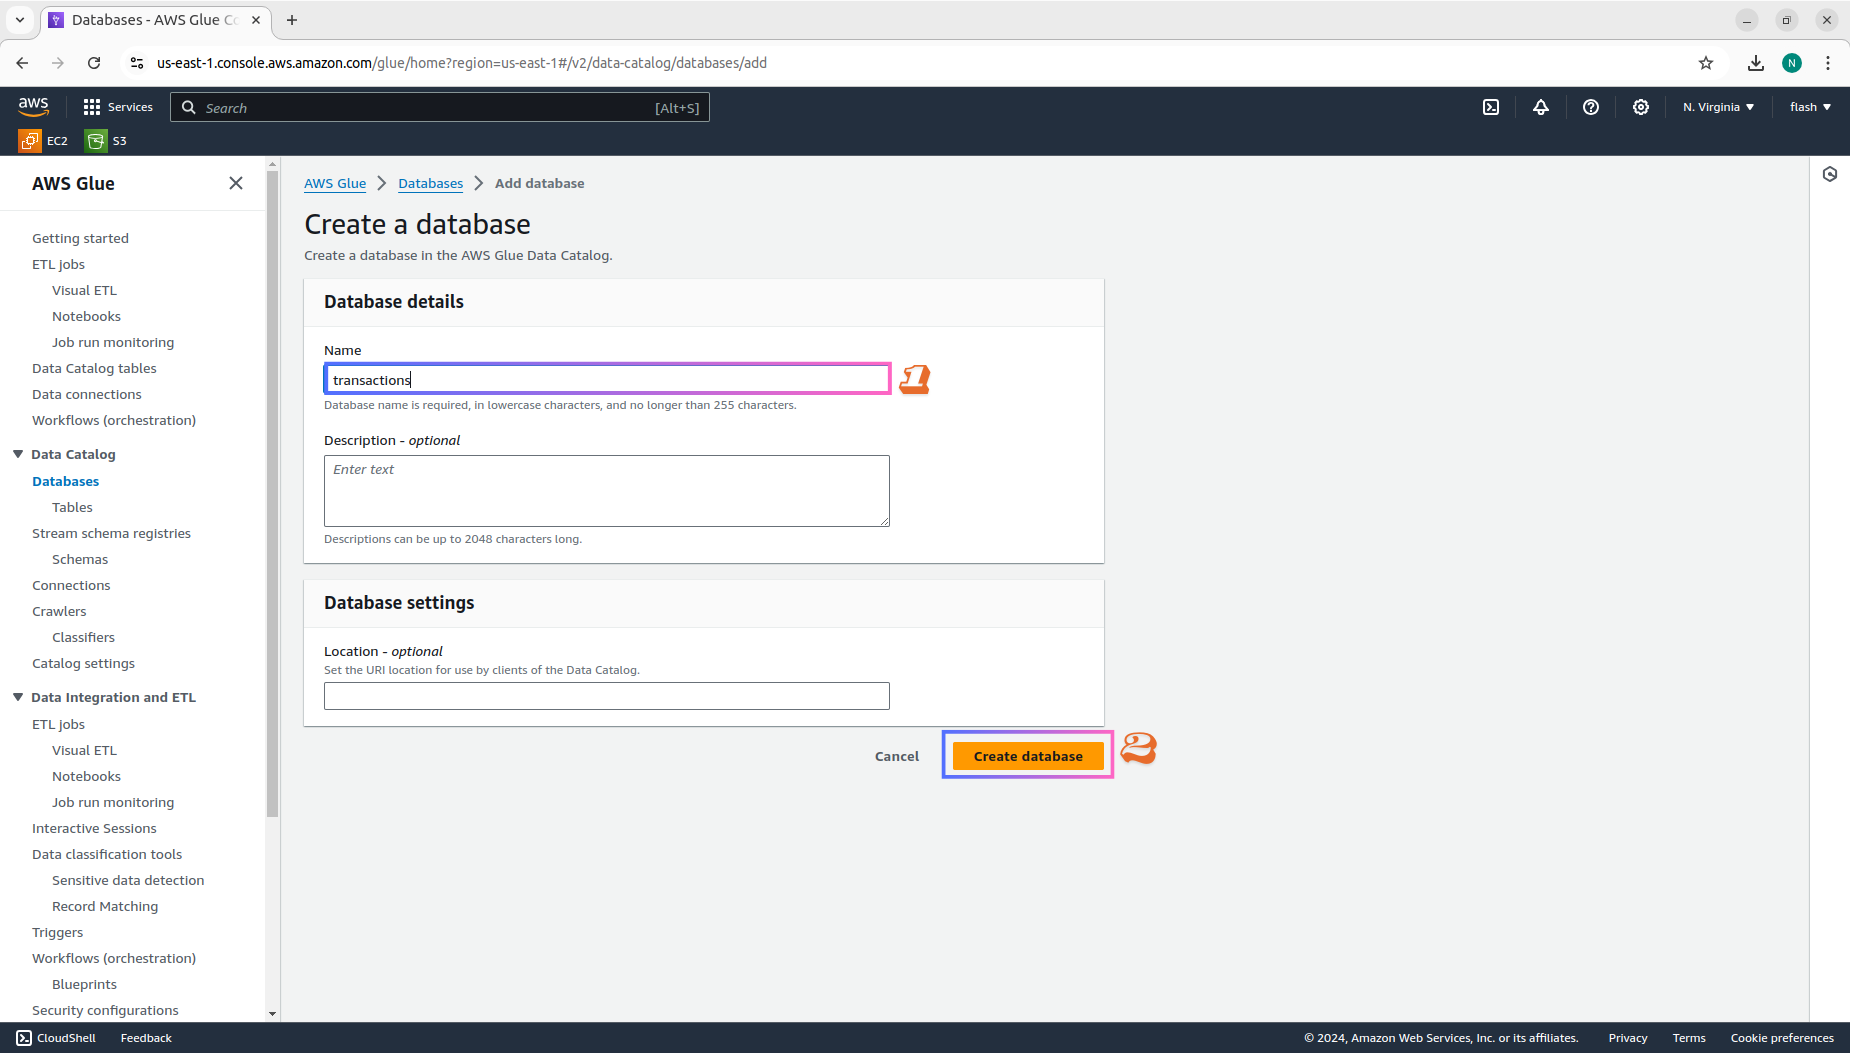 Databases - AWS Glue Co
us-east-1.console.aws.amazon.com/glue/home?region=us-east-1#/v2/data-catalog/databases/add
N
aws
Services
Search
[Alt+S]
N. Virginia
flash
EC2
S3
AWS Glue
Getting started
ETL jobs
Visual ETL
Notebooks
Job run monitoring
Data Catalog tables
Data connections
Workflows (orchestration)
Data Catalog
Databases
Tables
Stream schema registries
Schemas
Connections
Crawlers
Classifiers
Catalog settings
Data Integration and ETL
ETL jobs
Visual ETL
Notebooks
Job run monitoring
Interactive Sessions
Data classification tools
Sensitive data detection
Record Matching
Triggers
Workflows (orchestration)
Blueprints
Security configurations
AWS Glue > Databases > Add database
Create a database
Create a database in the AWS Glue Data Catalog.
Database details
Name
transactions
1
Database name is required, in lowercase characters, and no longer than 255 characters.
Description - optional
Enter text
Descriptions can be up to 2048 characters long.
Database settings
Location - optional
Set the URI location for use by clients of the Data Catalog.
Cancel
Create database
2
CloudShell
Feedback
© 2024, Amazon Web Services, Inc. or its affiliates.
Privacy
Terms
Cookie preferences